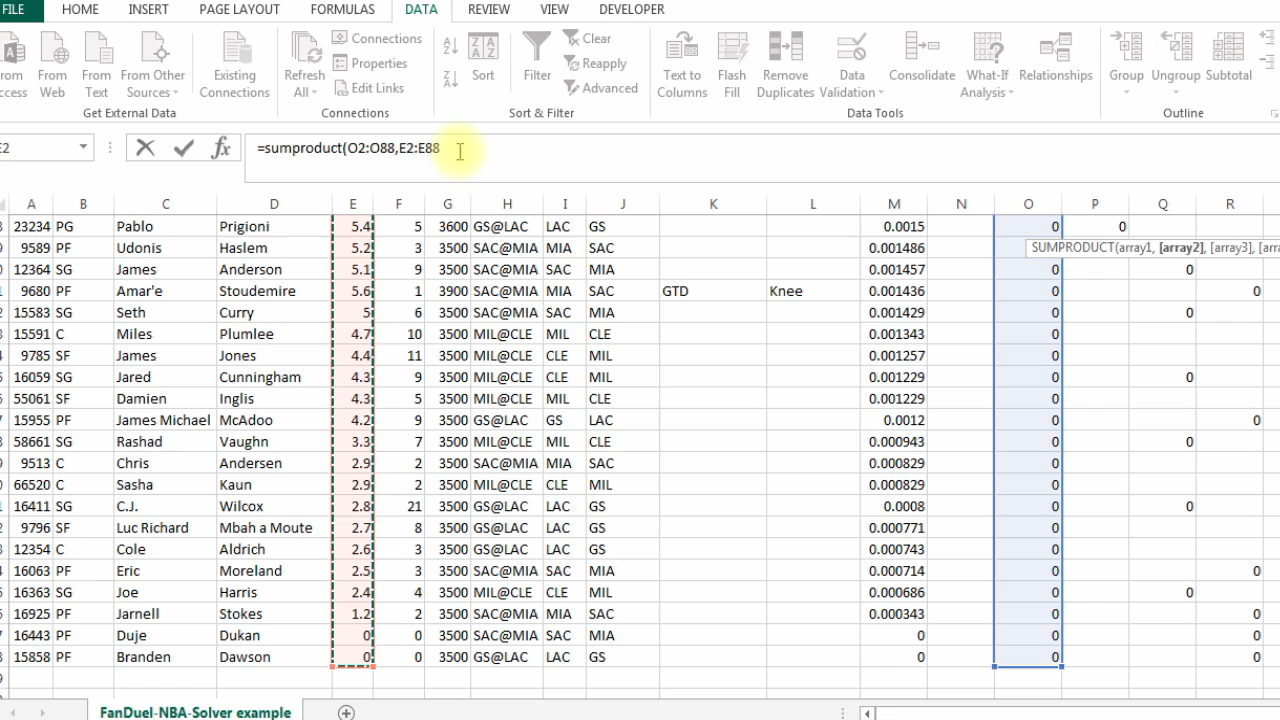 FILE HOME INSERT PAGE LAYOUT FORMULAS DATA REVIEW VIEW DEVELOPER
Connections Clear
From Web From Text From Other Sources Existing Connections Refresh All Properties Sort Filter Reapply Text to Columns Flash Fill Remove Duplicates Data Validation Consolidate What-If Analysis Relationships Group Ungroup Subtotal
Edit Links Advanced
Get External Data Connections Sort & Filter Data Tools Outline
=sumproduct(O2:O88,E2:E88
A B C D E F G H I J K L M N O P Q R
23234 PG Pablo Prigioni 5.4 5 3600 GS@LAC LAC GS 0.0015 0 0
9589 PF Udonis Haslem 5.2 3 3500 SAC@MIA MIA SAC 0.001486
SUMPRODUCT(array1, [array2], [array3],
12364 SG James Anderson 5.1 9 3500 SAC@MIA SAC MIA 0.001457 0 0
9680 PF Amar'e Stoudemire 5.6 1 3900 SAC@MIA MIA SAC GTD Knee 0.001436 0 0
15583 SG Seth Curry 5 6 3500 SAC@MIA SAC MIA 0.001429 0 0
15591 C Miles Plumlee 4.7 10 3500 MIL@CLE MIL CLE 0.001343 0
9785 SF James Jones 4.4 11 3500 MIL@CLE CLE MIL 0.001257 0
16059 SG Jared Cunningham 4.3 9 3500 MIL@CLE CLE MIL 0.001229 0 0
55061 SF Damien Inglis 4.3 5 3500 MIL@CLE MIL CLE 0.001229 0
15955 PF James Michael McAdoo 4.2 9 3500 GS@LAC GS LAC 0.0012 0 0
58661 SG Rashad Vaughn 3.3 7 3500 MIL@CLE MIL CLE 0.000943 0 0
9513 C Chris Andersen 2.9 2 3500 SAC@MIA MIA SAC 0.000829 0
66520 C Sasha Kaun 2.9 2 3500 MIL@CLE CLE MIL 0.000829 0
16411 SG C.J. Wilcox 2.8 21 3500 GS@LAC LAC GS 0.0008 0 0
9796 SF Luc Richard Mbah a Moute 2.7 8 3500 GS@LAC LAC GS 0.000771 0
12354 C Cole Aldrich 2.6 3 3500 GS@LAC LAC GS 0.000743 0
16063 PF Eric Moreland 2.5 3 3500 SAC@MIA SAC MIA 0.000714 0 0
16363 SG Joe Harris 2.4 4 3500 MIL@CLE CLE MIL 0.000686 0 0
16925 PF Jarnell Stokes 1.2 2 3500 SAC@MIA MIA SAC 0.000343 0 0
16443 PF Duje Dukan 0 0 3500 SAC@MIA SAC MIA 0 0 0
15858 PF Branden Dawson 0 0 3500 GS@LAC LAC GS 0 0 0
FanDuel-NBA-Solver example